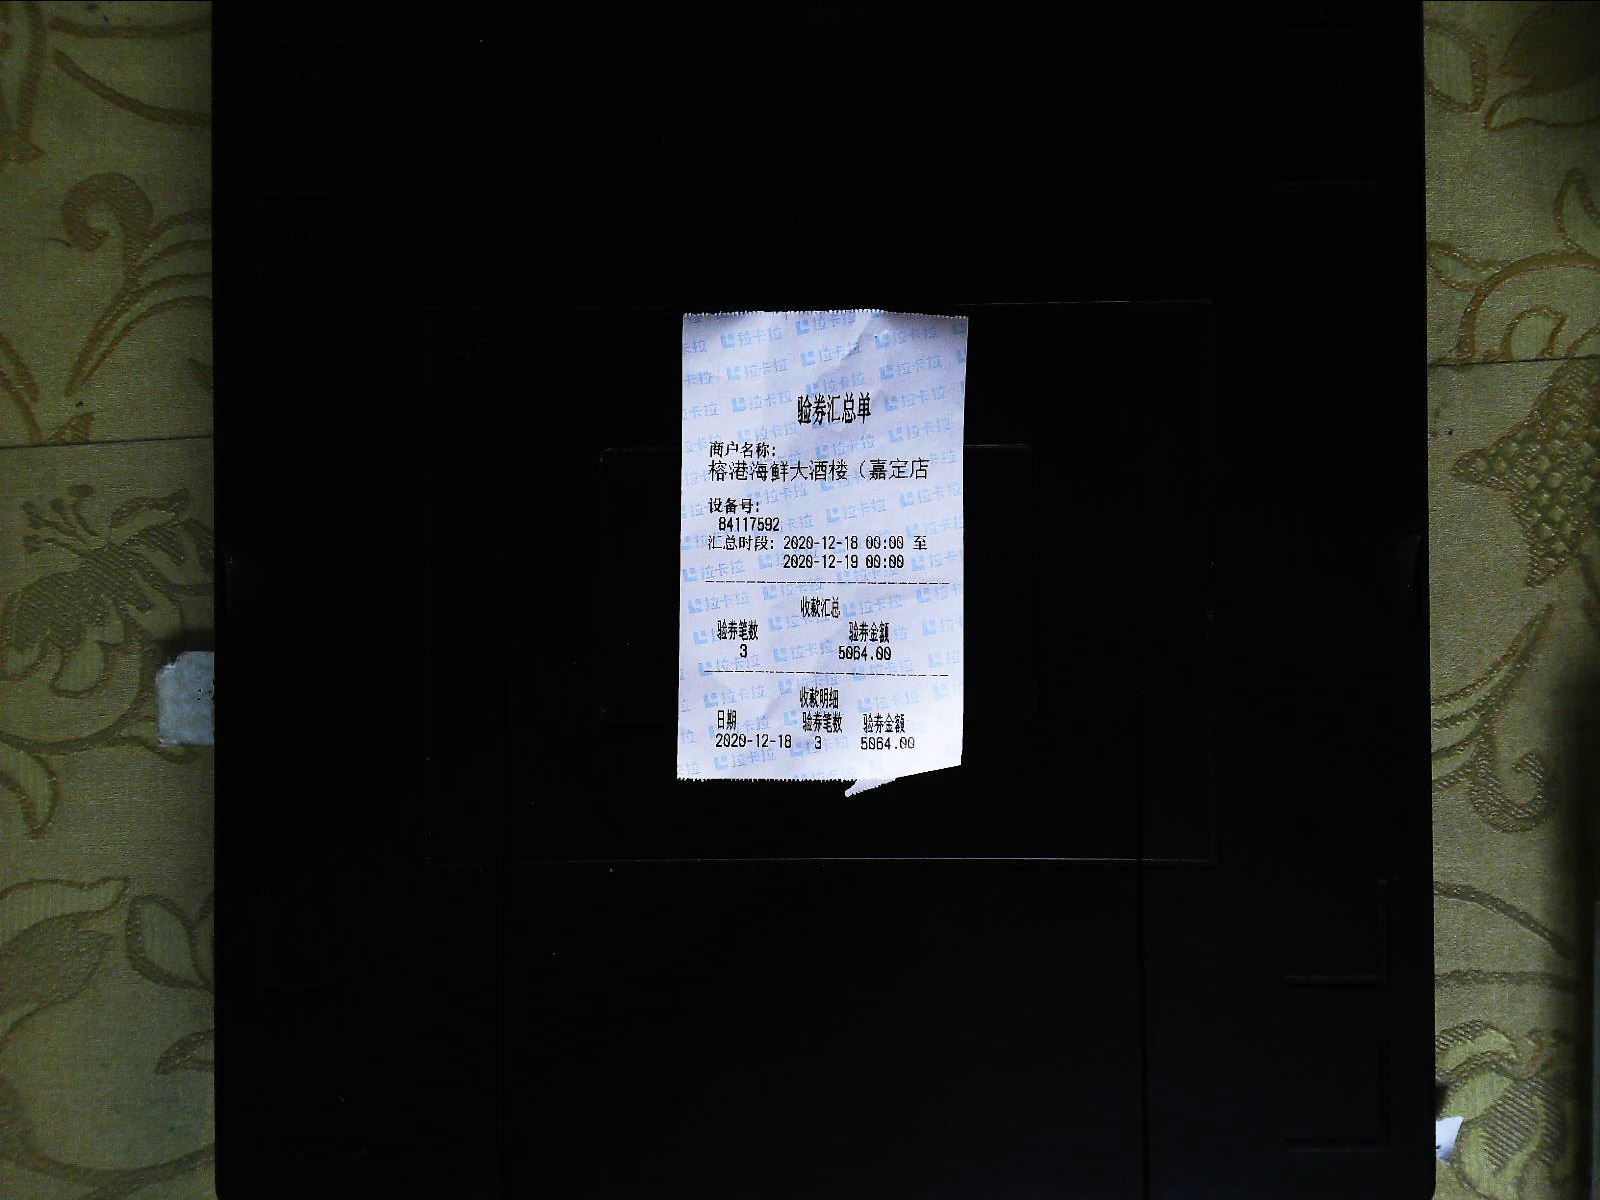 验券汇总单
商户名称:
榕港海鲜大酒楼（嘉定店
设备号:
84117592
汇总时段: 2020-12-18 00:00 至
2020-12-19 00:00
收款汇总
验券笔数 验券金额
3 5064.00
收款明细
日期 验券笔数 验券金额
2020-12-18 3 5064.00
拉卡拉